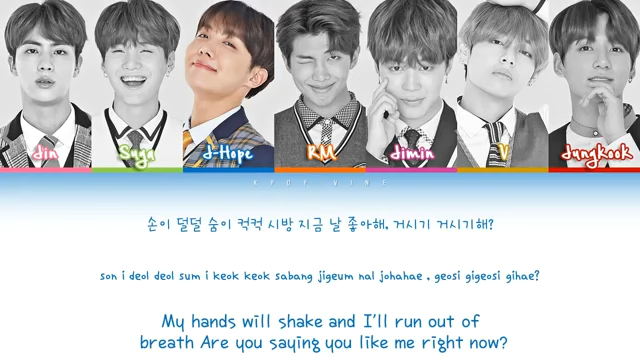 Jin
Suga
J-Hope
RM
Jimin
V
Jungkook
KPOP VINE
손이 덜덜 숨이 컥컥 시방 지금 날 좋아해. 거시기 거시기해?
son i deol deol sum i keok keok sabang jigeum nal johahae . geosi gigeosi gihae?
My hands will shake and I'll run out of
breath Are you saying you like me right now?